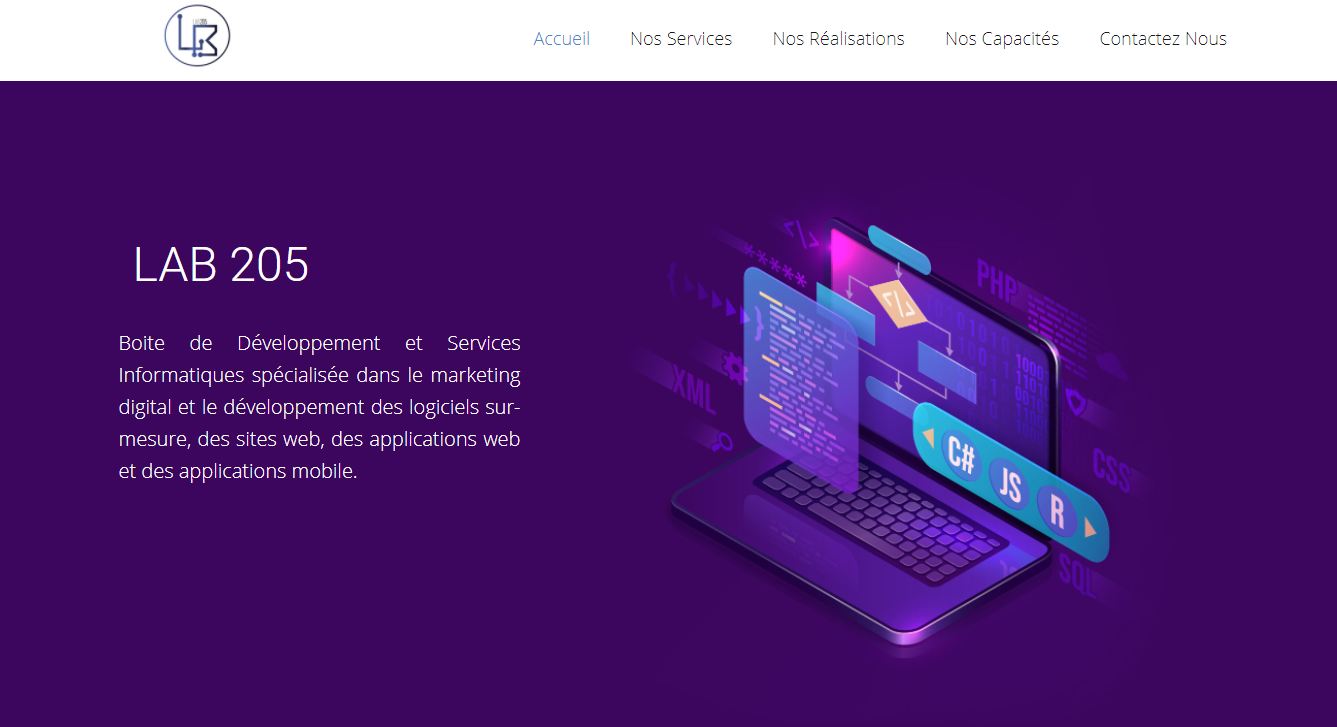 LAB205
Accueil
Nos Services
Nos Réalisations
Nos Capacités
Contactez Nous
LAB 205
Boite de Développement et Services
Informatiques spécialisée dans le marketing
digital et le développement des logiciels sur-
mesure, des sites web, des applications web
et des applications mobile.
</>
*****
PHP
{
}
</>
XML
C#
JS
R
CSS
SQL